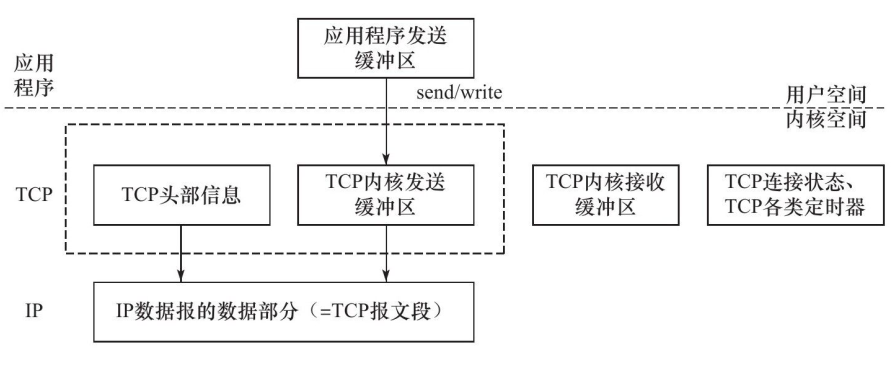 应用程序发送
缓冲区
应用
程序
send/write
用户空间
内核空间
TCP
TCP头部信息
TCP内核发送
缓冲区
TCP内核接收
缓冲区
TCP连接状态、
TCP各类定时器
IP
IP数据报的数据部分（=TCP报文段）